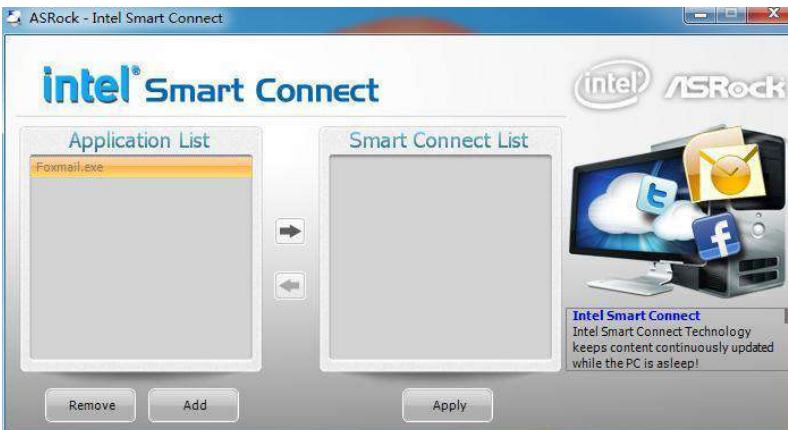 ASRock - Intel Smart Connect
intel® Smart Connect
intel® ASRock
Application List
Smart Connect List
Foxmail.exe
Intel Smart Connect
Intel Smart Connect Technology
keeps content continuously updated
while the PC is asleep!
Remove
Add
Apply